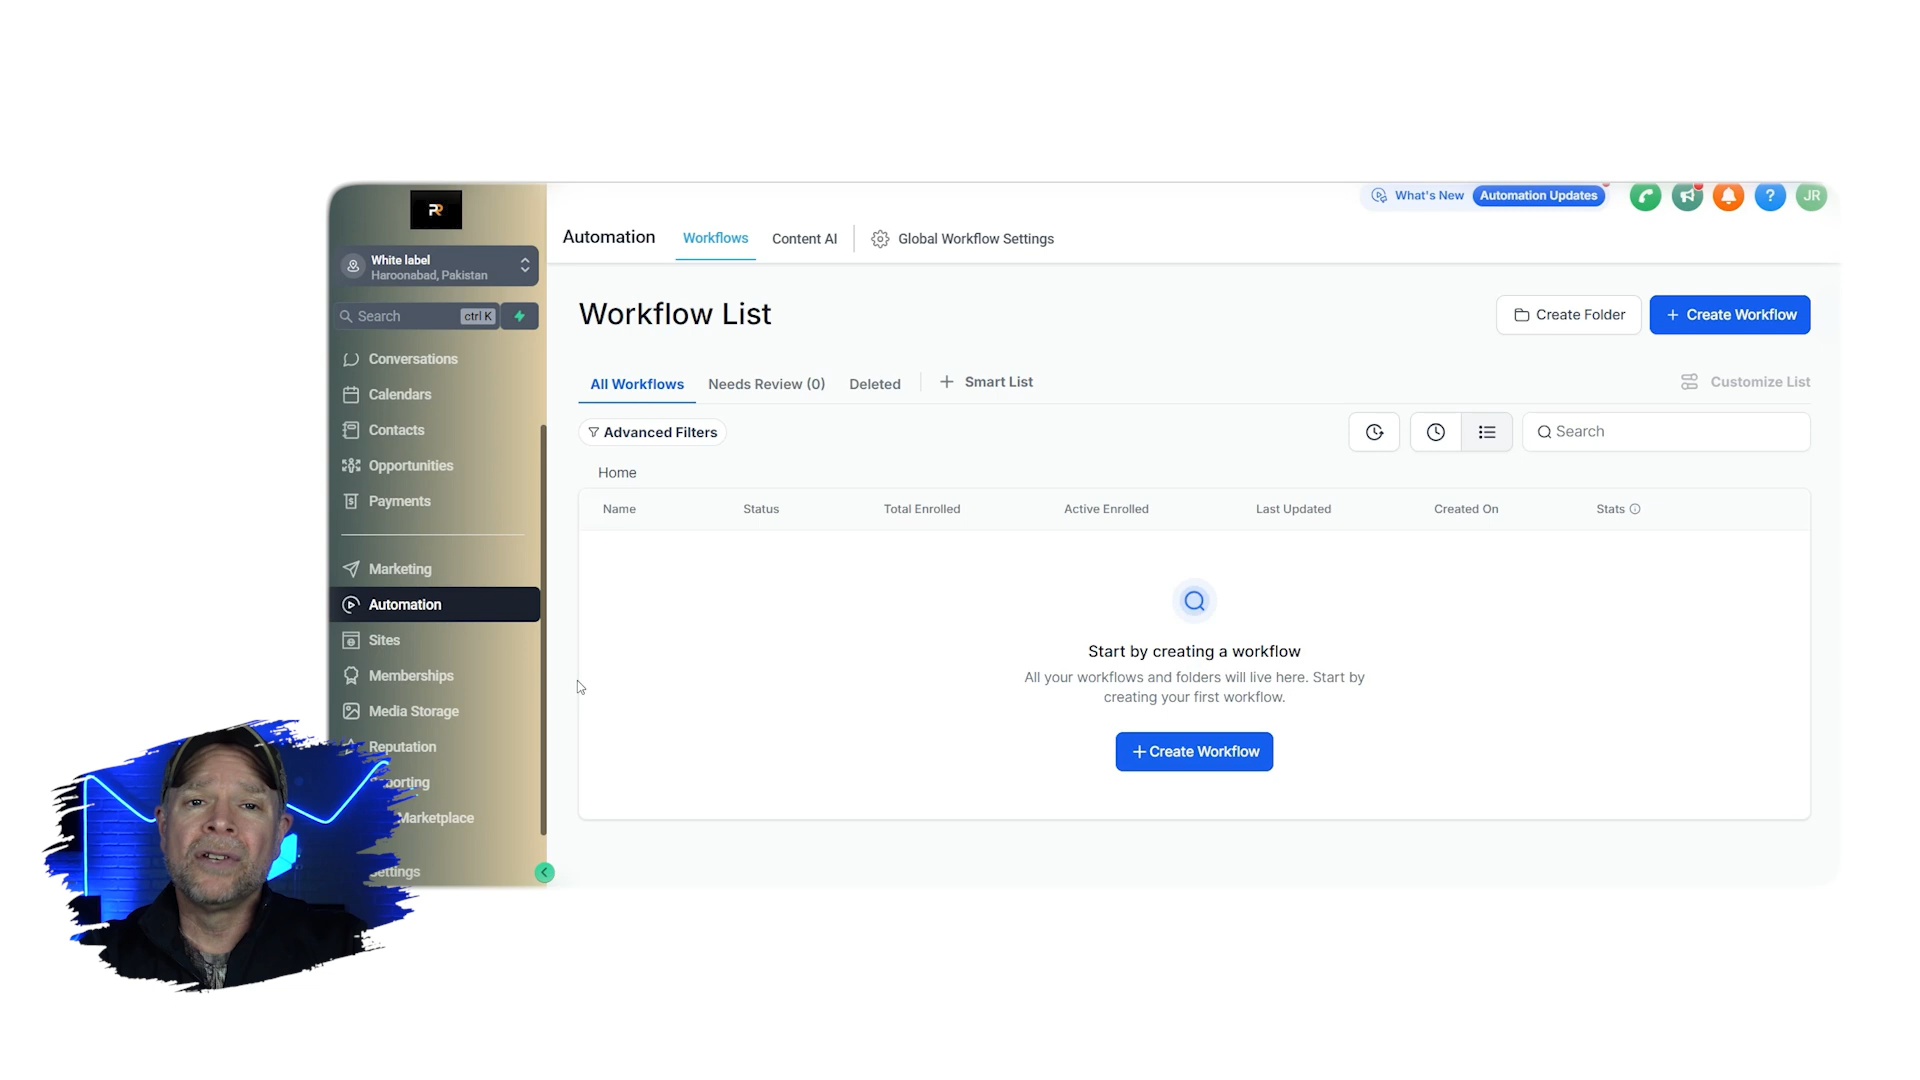 What's New
Automation Updates
?
JR
R
White label
Haroonabad, Pakistan
Search
ctrl K
Conversations
Calendars
Contacts
Opportunities
Payments
Marketing
Automation
Sites
Memberships
Media Storage
Reputation
porting
Marketplace
ettings
Automation
Workflows
Content AI
Global Workflow Settings
Workflow List
Create Folder
+ Create Workflow
All Workflows
Needs Review (0)
Deleted
+ Smart List
Customize List
Advanced Filters
Search
Home
Name
Status
Total Enrolled
Active Enrolled
Last Updated
Created On
Stats
Start by creating a workflow
All your workflows and folders will live here. Start by
creating your first workflow.
+ Create Workflow